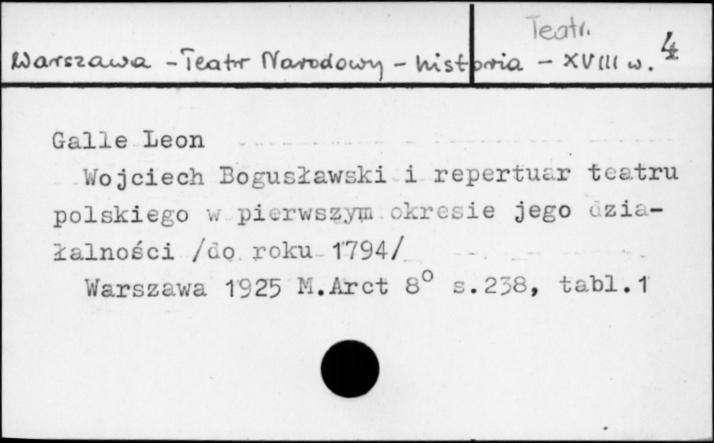 Teatr. 4
Warszawa - Teatr Narodowy - historia - XVIII w.
Galle Leon
Wojciech Bogusławski i repertuar teatru
polskiego w pierwszym okresie jego dzia-
łalności /do roku 1794/
Warszawa 1925 M.Arct 8° s.238, tabl.1